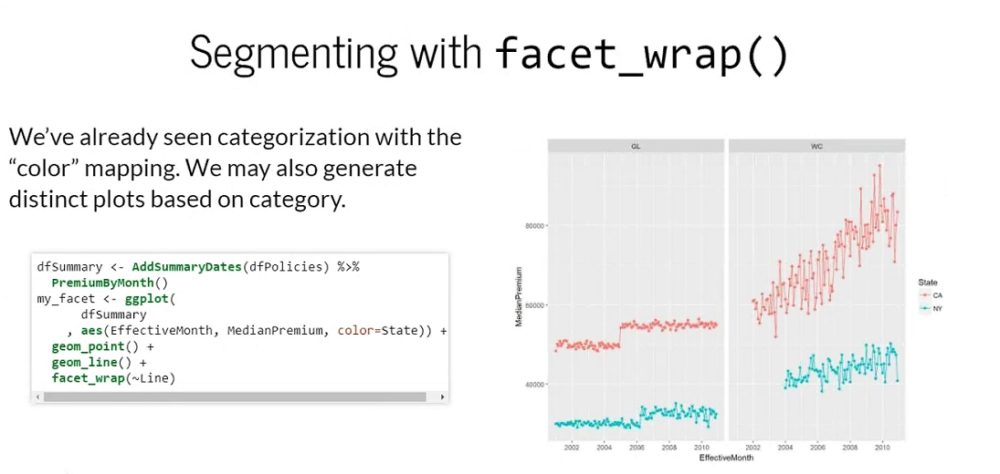 Segmenting with facet_wrap()
We've already seen categorization with the
"color" mapping. We may also generate
distinct plots based on category.
dfSummary <- AddSummaryDates(dfPolicies) %>%
  PremiumByMonth()
my_facet <- ggplot(
      dfSummary
    , aes(EffectiveMonth, MedianPremium, color=State)) +
  geom_point() +
  geom_line() +
  facet_wrap(~Line)
GL
WC
80000
60000
40000
MedianPremium
2002 2004 2006 2008 2010
2002 2004 2006 2008 2010
EffectiveMonth
State
CA
NY